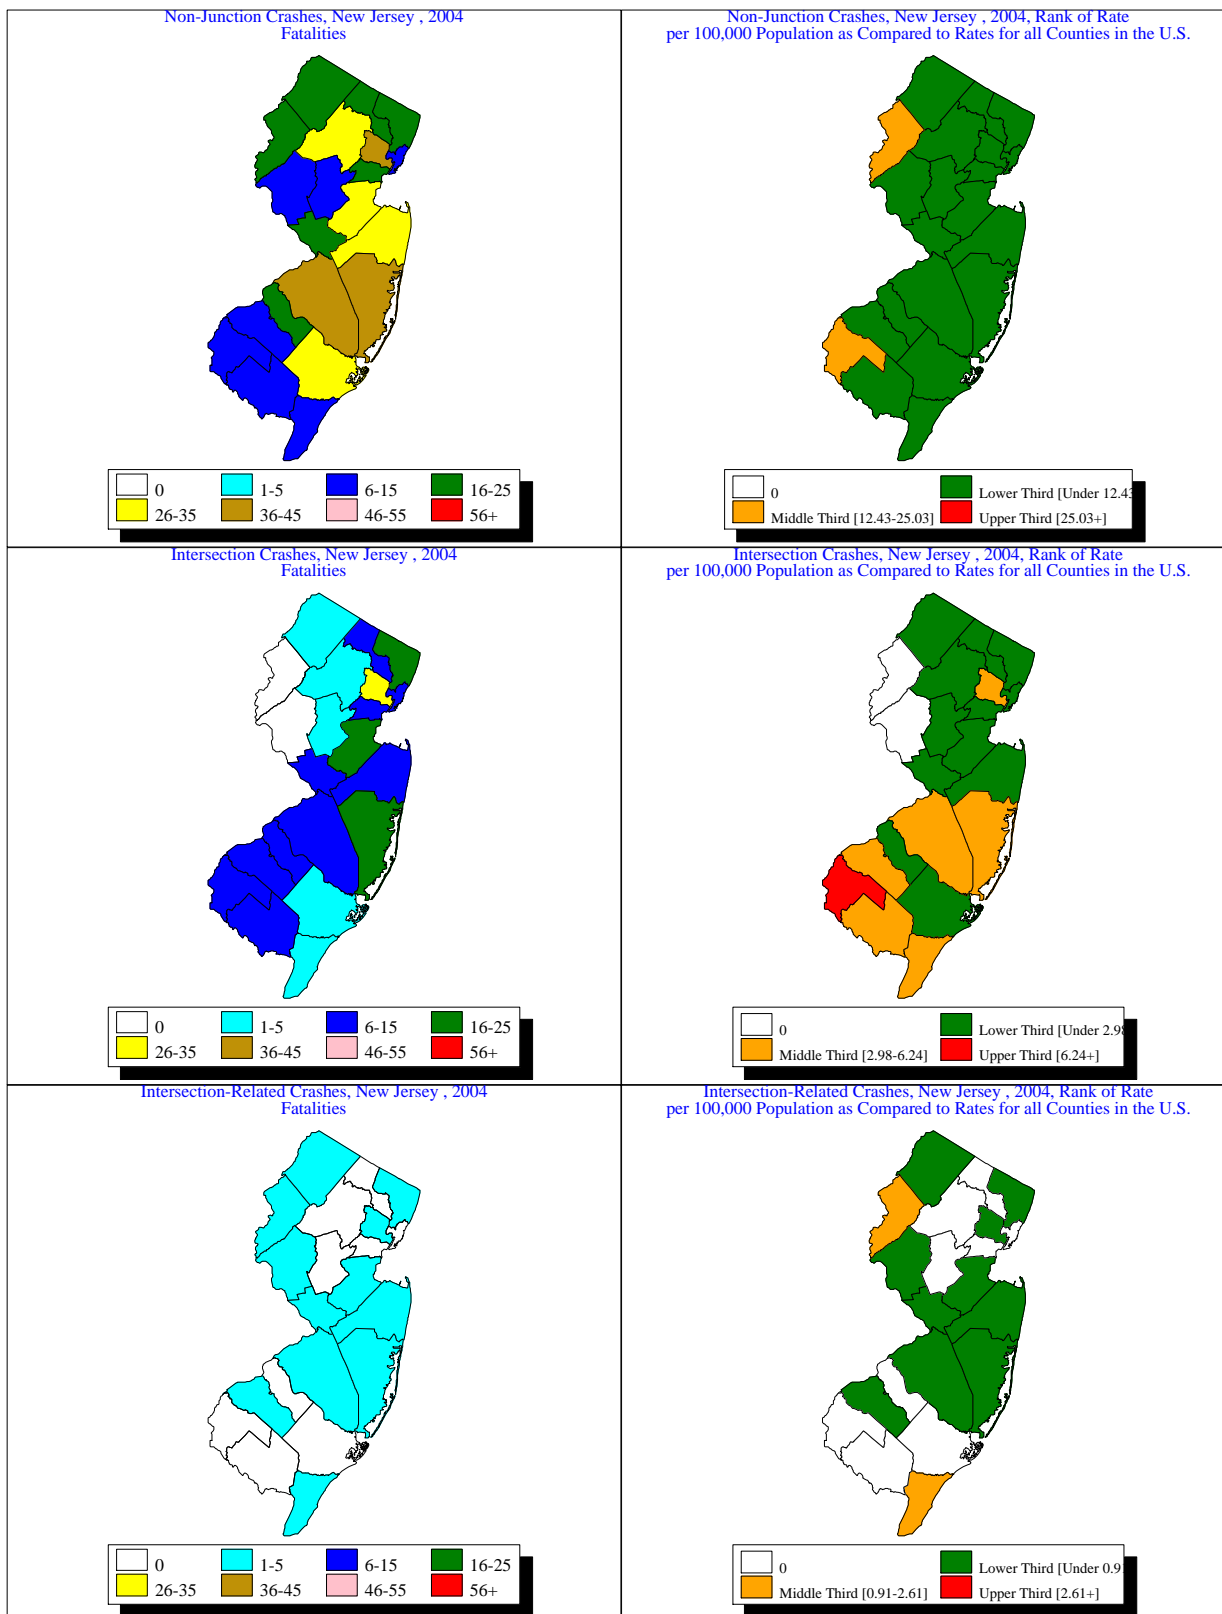 Non-Junction Crashes, New Jersey , 2004
Fatalities
0
1-5
6-15
16-25
26-35
36-45
46-55
56+
Non-Junction Crashes, New Jersey , 2004, Rank of Rate
per 100,000 Population as Compared to Rates for all Counties in the U.S.
0
Lower Third [Under 12.43
Middle Third [12.43-25.03]
Upper Third [25.03+]
Intersection Crashes, New Jersey , 2004
Fatalities
0
1-5
6-15
16-25
26-35
36-45
46-55
56+
Intersection Crashes, New Jersey , 2004, Rank of Rate
per 100,000 Population as Compared to Rates for all Counties in the U.S.
0
Lower Third [Under 2.98
Middle Third [2.98-6.24]
Upper Third [6.24+]
Intersection-Related Crashes, New Jersey , 2004
Fatalities
0
1-5
6-15
16-25
26-35
36-45
46-55
56+
Intersection-Related Crashes, New Jersey , 2004, Rank of Rate
per 100,000 Population as Compared to Rates for all Counties in the U.S.
0
Lower Third [Under 0.91
Middle Third [0.91-2.61]
Upper Third [2.61+]